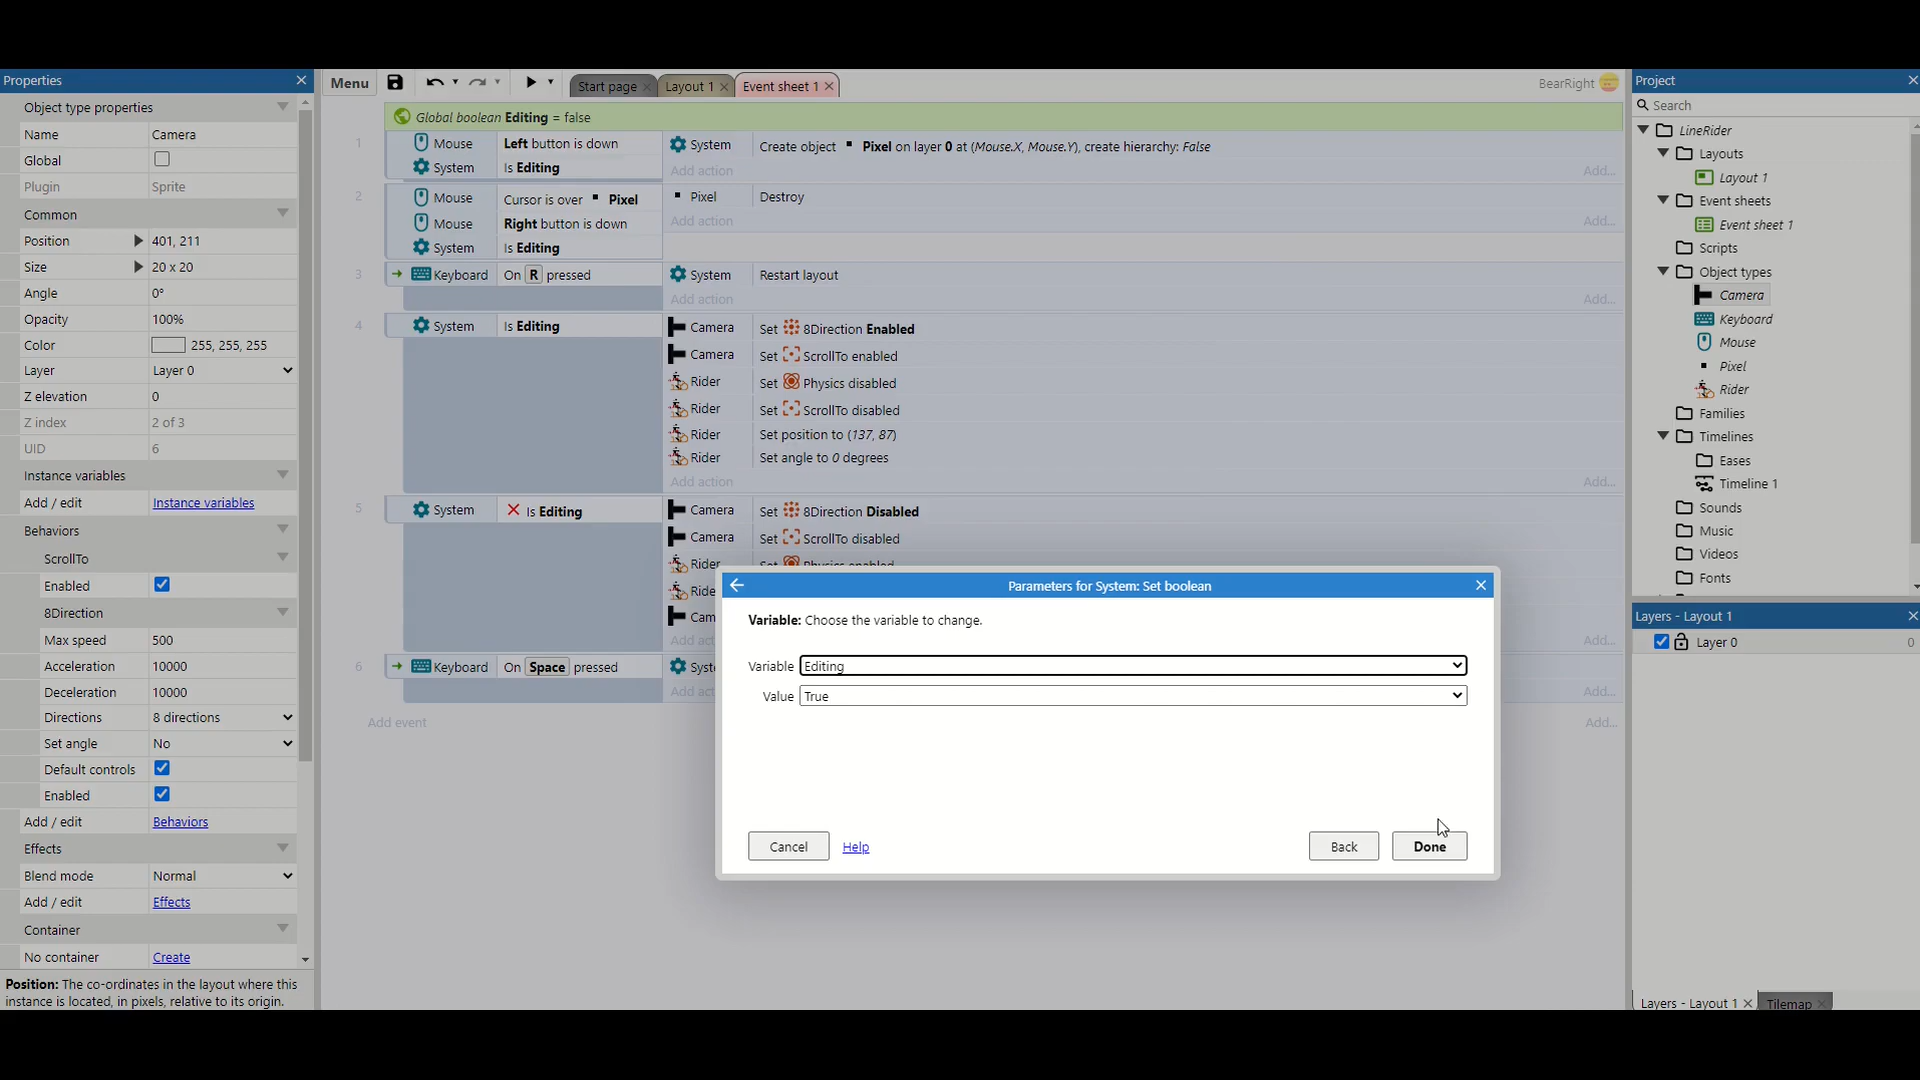 Properties
Object type properties
Name Camera
Global
Plugin Sprite
Common
Position 401, 211
Size 20 x 20
Angle 0°
Opacity 100%
Color 255, 255, 255
Layer Layer 0
Z elevation 0
Z index 2 of 3
UID 6
Instance variables
Add / edit Instance variables
Behaviors
ScrollTo
Enabled
8Direction
Max speed 500
Acceleration 10000
Deceleration 10000
Directions 8 directions
Set angle No
Default controls
Enabled
Add / edit Behaviors
Effects
Blend mode Normal
Add / edit Effects
Container
No container Create
Position: The co-ordinates in the layout where this
instance is located, in pixels, relative to its origin.
Menu Start page Layout 1 Event sheet 1 BearRight
Global boolean Editing = false
1 Mouse Left button is down System Create object Pixel on layer 0 at (Mouse.X, Mouse.Y), create hierarchy: False
System Is Editing Add action Add...
2 Mouse Cursor is over Pixel Pixel Destroy
Mouse Right button is down Add action Add...
System Is Editing
3 Keyboard On R pressed System Restart layout
Add action Add...
4 System Is Editing Camera Set 8Direction Enabled
Camera Set ScrollTo enabled
Rider Set Physics disabled
Rider Set ScrollTo disabled
Rider Set position to (137, 87)
Rider Set angle to 0 degrees
Add action Add...
5 System Is Editing Camera Set 8Direction Disabled
Camera Set ScrollTo disabled
Rider Set Physics enabled
Add...
6 Keyboard On Space pressed
Add...
Add event Add...
Parameters for System: Set boolean
Variable: Choose the variable to change.
Variable Editing
Value True
Cancel Help Back Done
Project
Search
LineRider
Layouts
Layout 1
Event sheets
Event sheet 1
Scripts
Object types
Camera
Keyboard
Mouse
Pixel
Rider
Families
Timelines
Eases
Timeline 1
Sounds
Music
Videos
Fonts
Layers - Layout 1
Layer 0 0
Layers - Layout 1 Tilemap